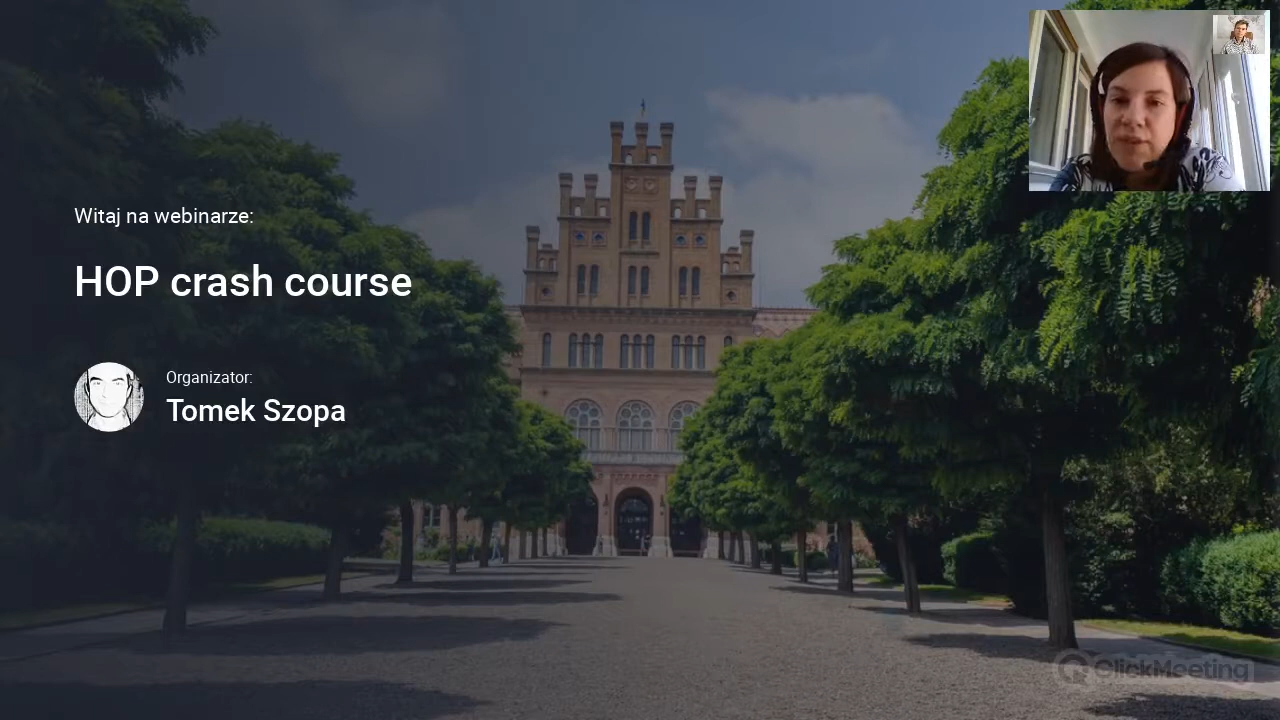 Witaj na webinarze:
HOP crash course
Organizator:
Tomek Szopa
ClickMeeting